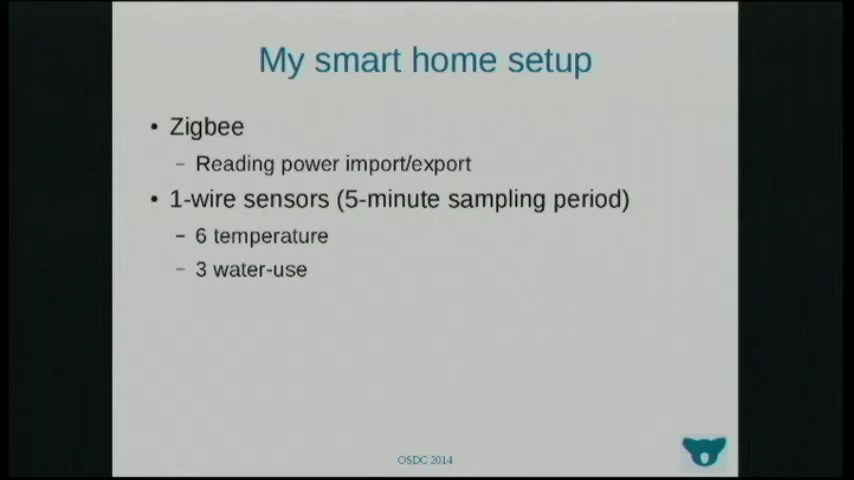 My smart home setup
• Zigbee
– Reading power import/export
• 1-wire sensors (5-minute sampling period)
– 6 temperature
– 3 water-use
OSDC 2014